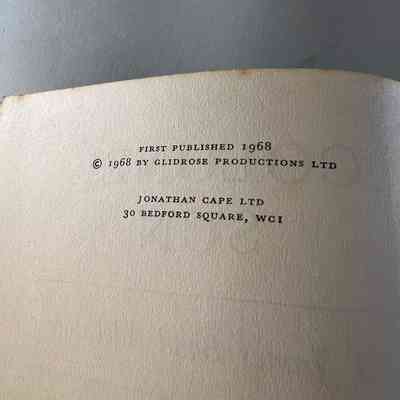 FIRST PUBLISHED 1968
© 1968 BY GLIDROSE PRODUCTIONS LTD
JONATHAN CAPE LTD
30 BEDFORD SQUARE, WC1